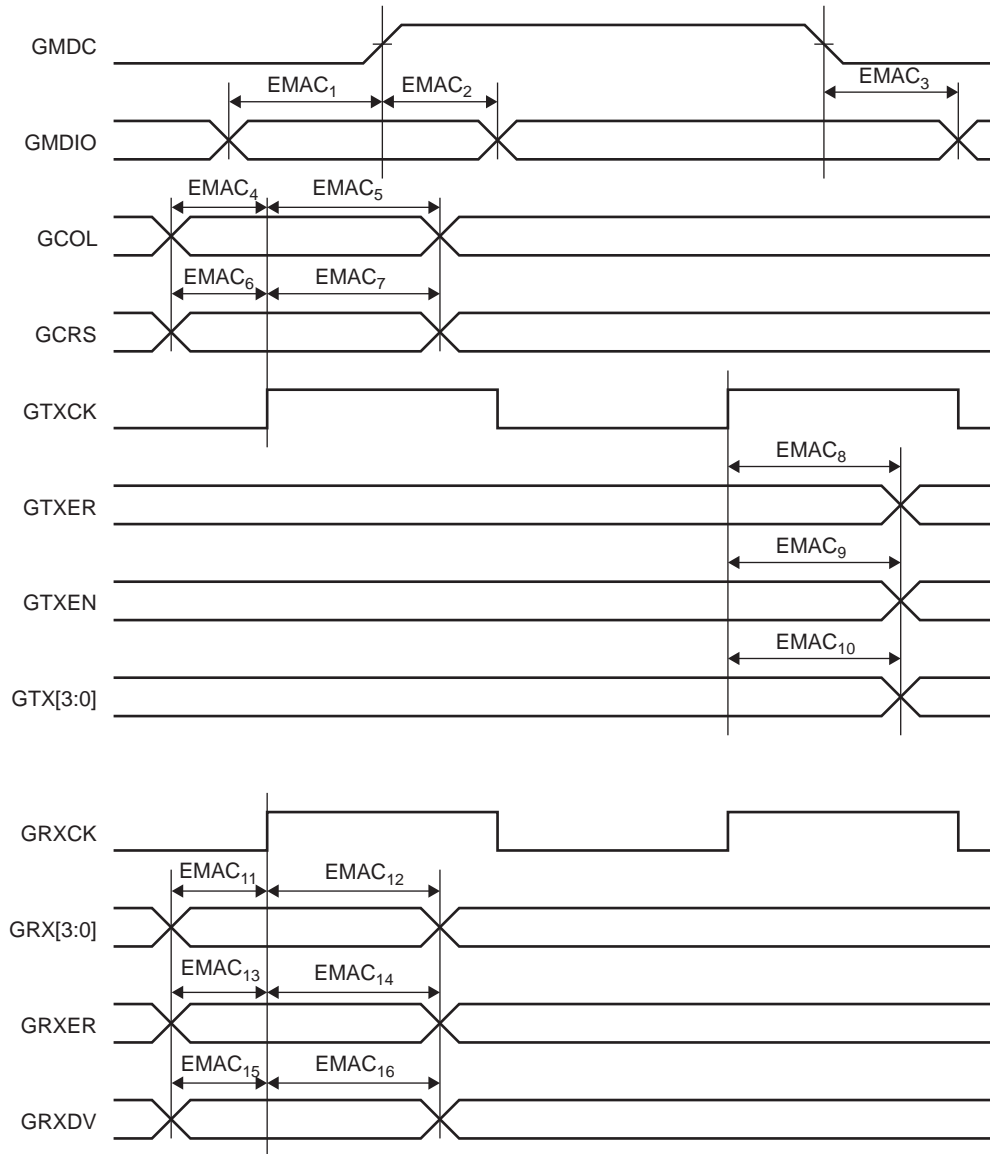 GMDC
EMAC1 EMAC2 EMAC3
GMDIO
EMAC4 EMAC5
GCOL
EMAC6 EMAC7
GCRS
GTXCK
EMAC8
GTXER
EMAC9
GTXEN
EMAC10
GTX[3:0]
GRXCK
EMAC11 EMAC12
GRX[3:0]
EMAC13 EMAC14
GRXER
EMAC15 EMAC16
GRXDV